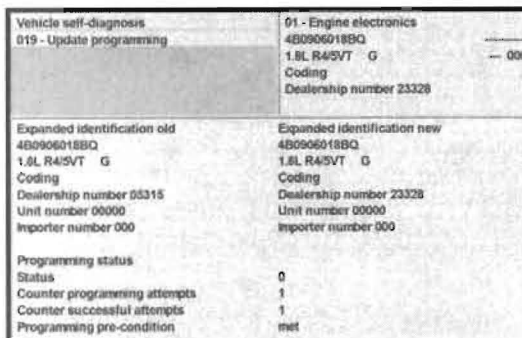 Vehicle self-diagnosis
019 - Update programming
01 - Engine electronics
4B0906018BQ
1.8L R4/5VT G
Coding
Dealership number 23328
Expanded identification old
4B0906018BQ
1.8L R4/5VT G
Coding
Dealership number 05315
Unit number 00000
Importer number 000
Expanded identification new
4B0906018BQ
1.8L R4/5VT G
Coding
Dealership number 23328
Unit number 00000
Importer number 000
Programming status
Status 0
Counter programming attempts 1
Counter successful attempts 1
Programming pre-condition met